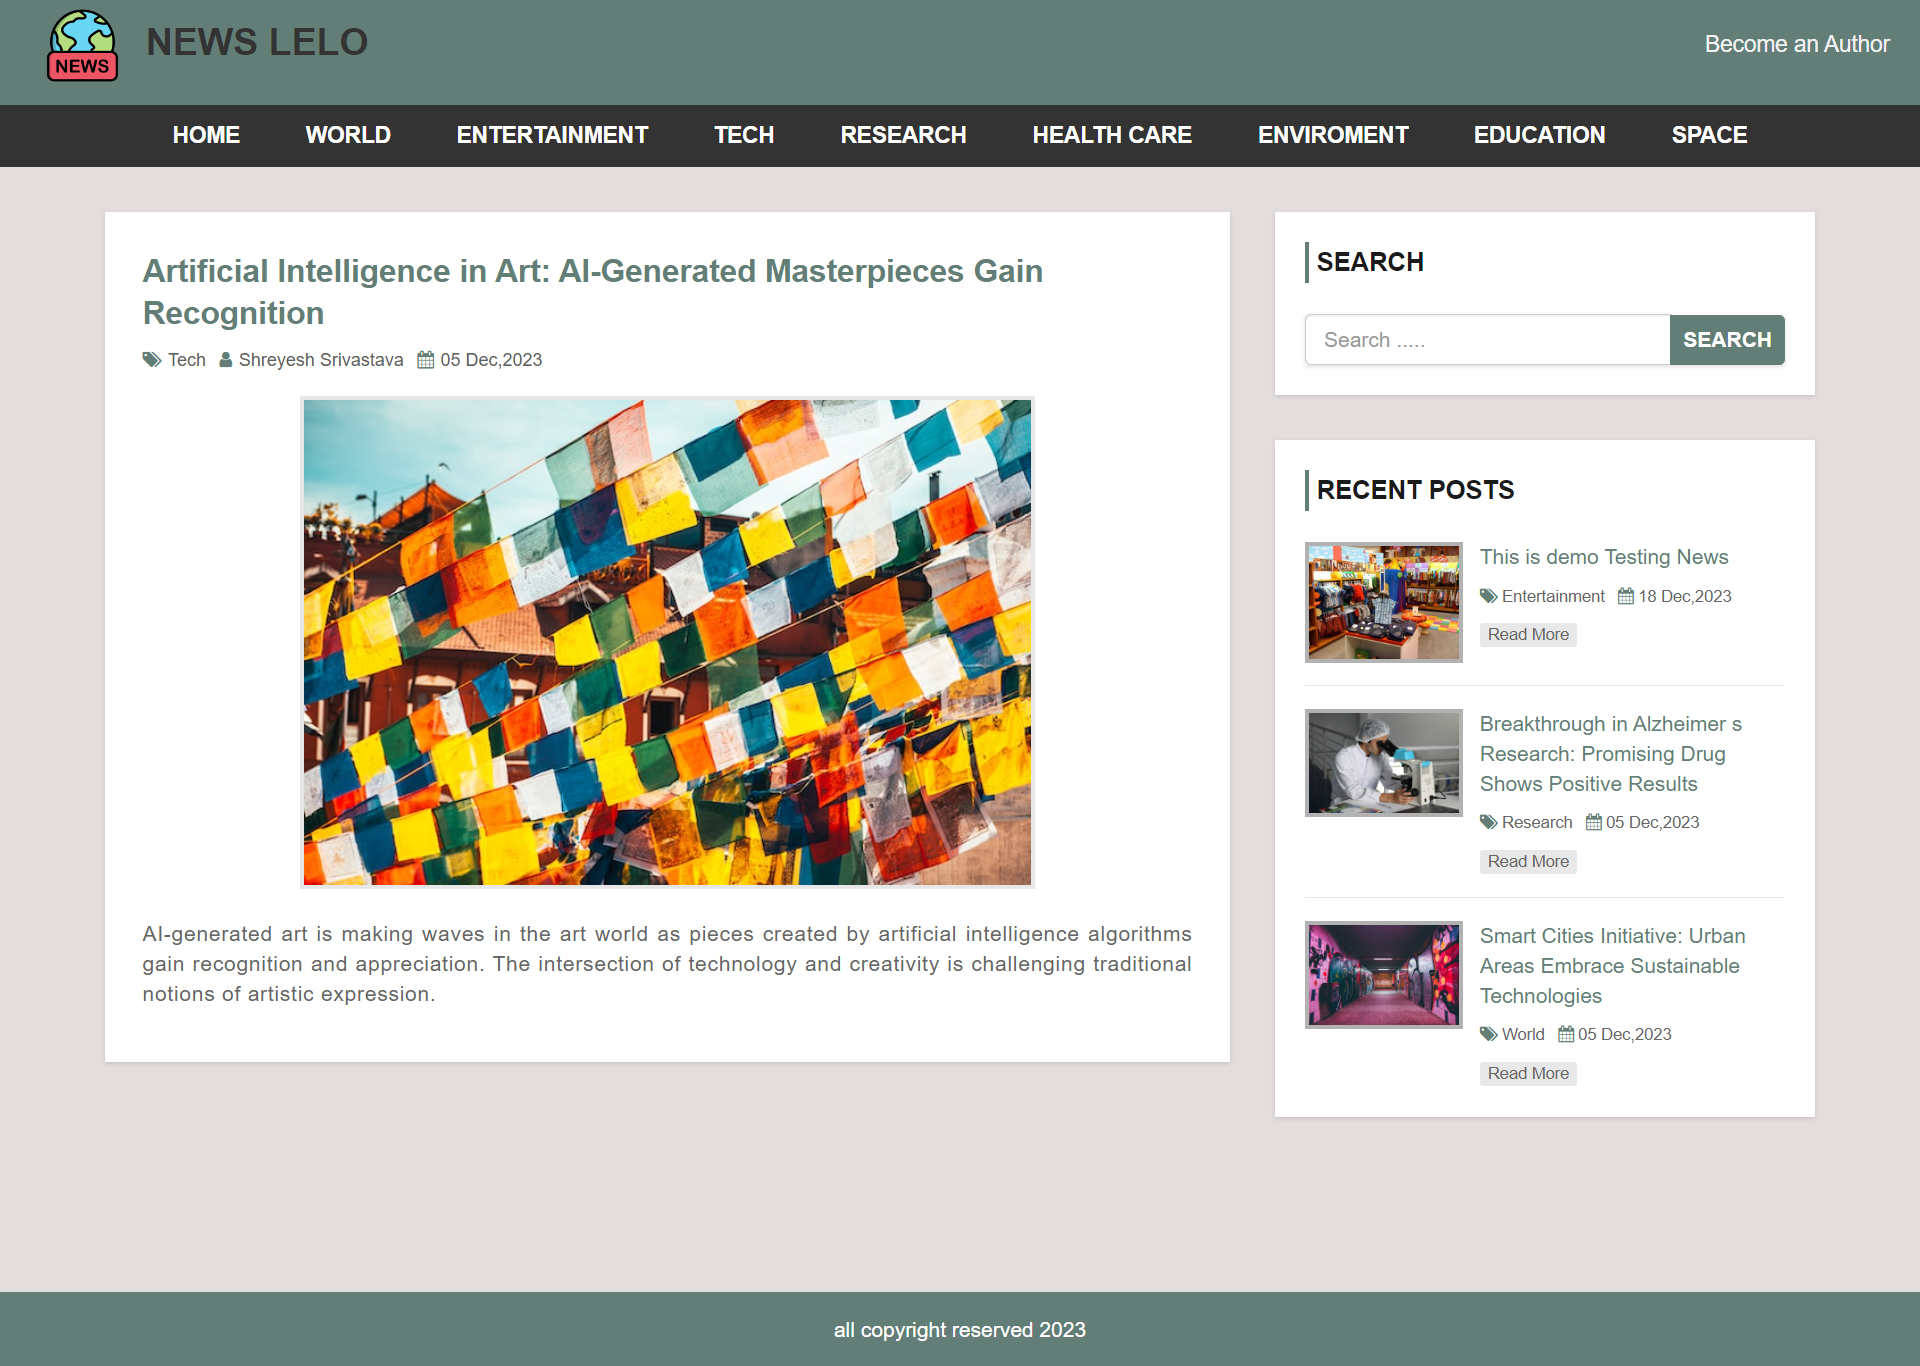 NEWS
NEWS LELO
Become an Author
HOME WORLD ENTERTAINMENT TECH RESEARCH HEALTH CARE ENVIROMENT EDUCATION SPACE
Artificial Intelligence in Art: AI-Generated Masterpieces Gain
Recognition
Tech Shreyesh Srivastava 05 Dec,2023
AI-generated art is making waves in the art world as pieces created by artificial intelligence algorithms
gain recognition and appreciation. The intersection of technology and creativity is challenging traditional
notions of artistic expression.
SEARCH
Search .....
SEARCH
RECENT POSTS
This is demo Testing News
Entertainment 18 Dec,2023
Read More
Breakthrough in Alzheimer s
Research: Promising Drug
Shows Positive Results
Research 05 Dec,2023
Read More
Smart Cities Initiative: Urban
Areas Embrace Sustainable
Technologies
World 05 Dec,2023
Read More
all copyright reserved 2023